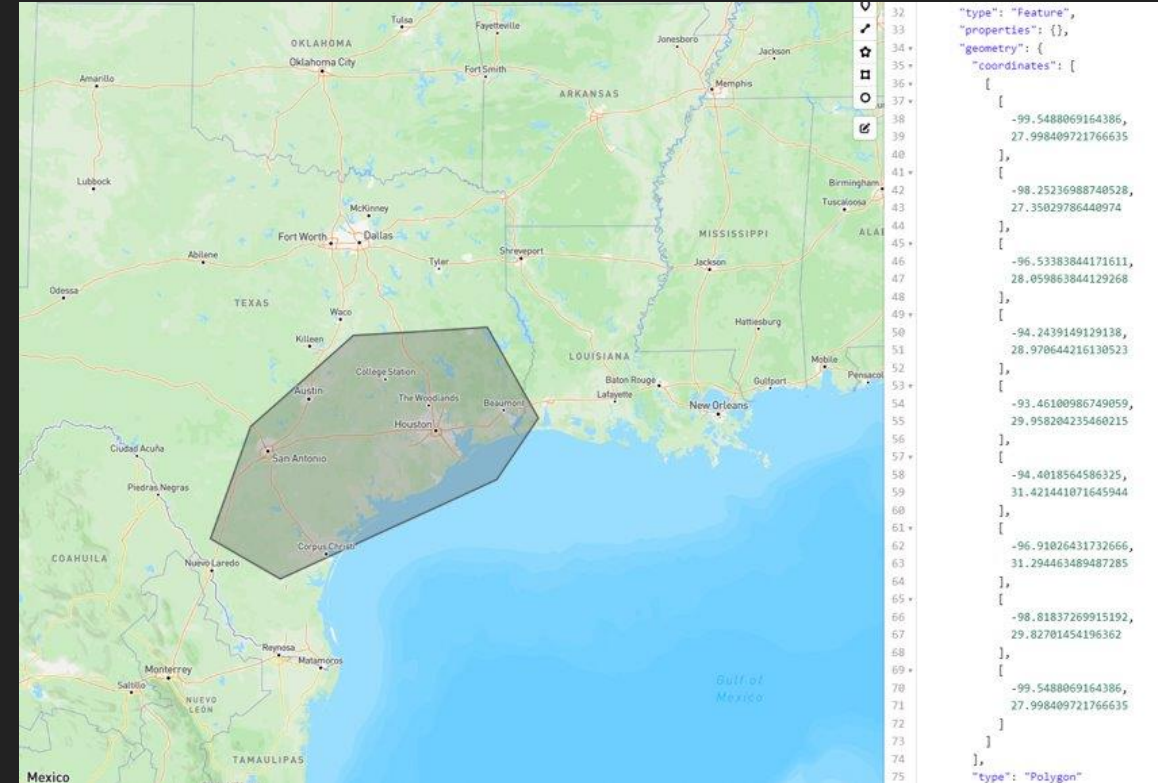 Tulsa
Fayetteville
Jonesboro
Jackson
OKLAHOMA
Oklahoma City
Fort Smith
Amarillo
Memphis
ARKANSAS
Lubbock
Birmingham
Tuscaloosa
McKinney
Fort Worth
Dallas
MISSISSIPPI
ALA
Abilene
Tyler
Shreveport
Jackson
Odessa
TEXAS
Waco
Hattiesburg
Killeen
LOUISIANA
Mobile
College Station
Baton Rouge
Gulfport
Pensacol
Austin
The Woodlands
Beaumont
Lafayette
New Orleans
Houston
Ciudad Acuña
San Antonio
Piedras Negras
COAHUILA
Corpus Christi
Nuevo Laredo
Reynosa
Matamoros
Monterrey
Saltillo
Gulf of
Mexico
NUEVO
LEÓN
TAMAULIPAS
Mexico
32 "type": "Feature",
33 "properties": {},
34 "geometry": {
35 "coordinates": [
36 [
37 [
38 -99.5488069164386,
39 27.998409721766635
40 ],
41 [
42 -98.25236988740528,
43 27.35029786440974
44 ],
45 [
46 -96.53383844171611,
47 28.059863844129268
48 ],
49 [
50 -94.2439149129138,
51 28.970644216130523
52 ],
53 [
54 -93.46100986749059,
55 29.958204235460215
56 ],
57 [
58 -94.4018564586325,
59 31.421441071645944
60 ],
61 [
62 -96.91026431732666,
63 31.294463489487285
64 ],
65 [
66 -98.81837269915192,
67 29.82701454196362
68 ],
69 [
70 -99.5488069164386,
71 27.998409721766635
72 ]
73 ]
74 ],
75 "type": "Polygon"